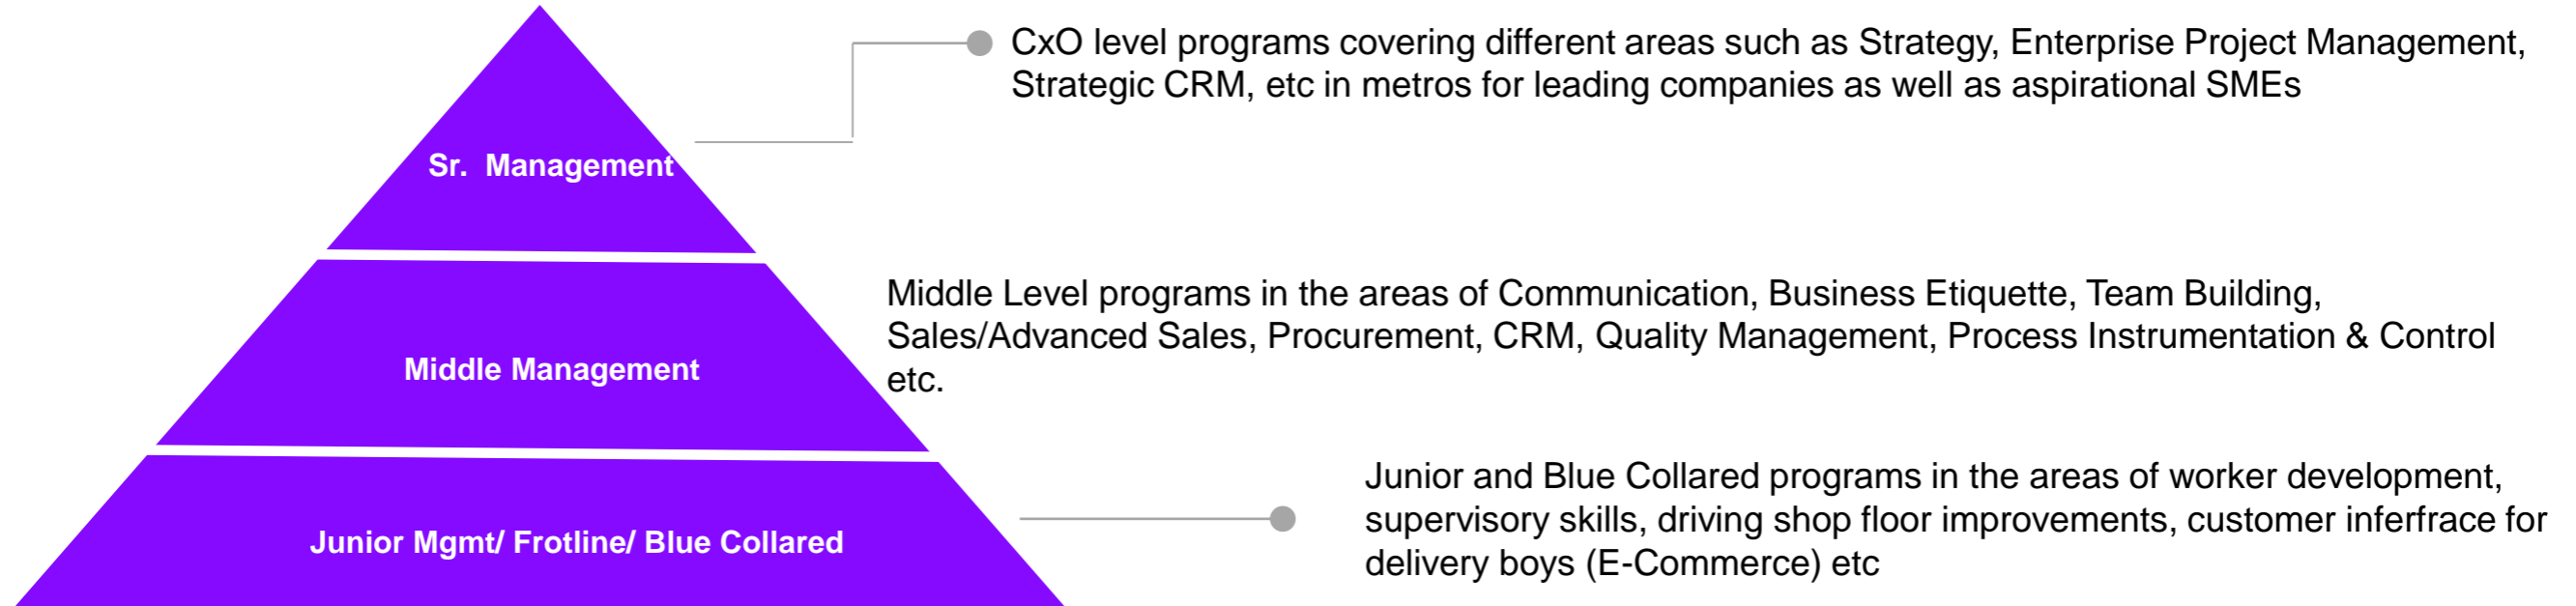 CxO level programs covering different areas such as Strategy, Enterprise Project Management,
Strategic CRM, etc in metros for leading companies as well as aspirational SMEs
Sr. Management
Middle Level programs in the areas of Communication, Business Etiquette, Team Building,
Sales/Advanced Sales, Procurement, CRM, Quality Management, Process Instrumentation & Control
etc.
Middle Management
Junior and Blue Collared programs in the areas of worker development,
supervisory skills, driving shop floor improvements, customer inferfrace for
delivery boys (E-Commerce) etc
Junior Mgmt/ Frotline/ Blue Collared